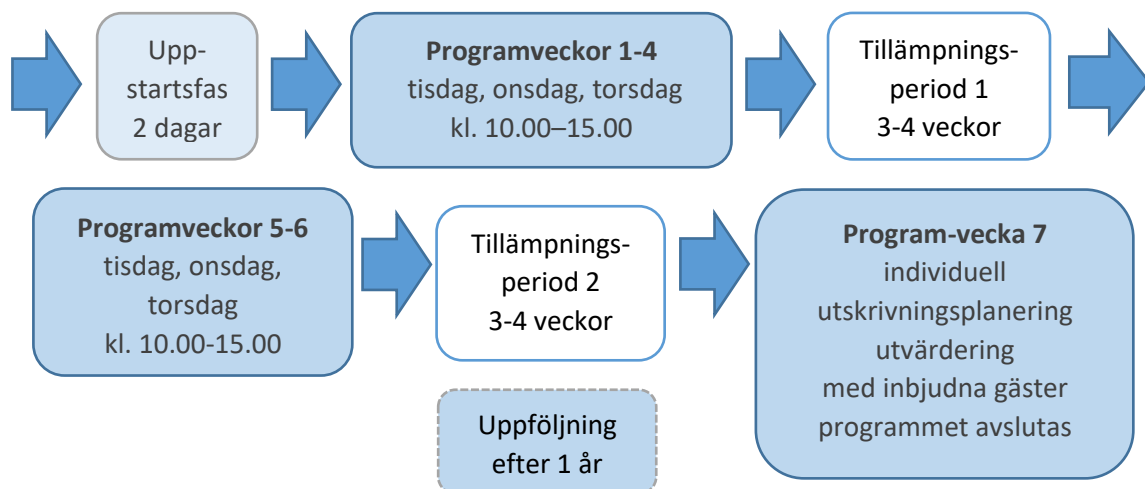 Upp-
startsfas
2 dagar
Programveckor 1-4
tisdag, onsdag, torsdag
kl. 10.00–15.00
Tillämpnings-
period 1
3-4 veckor
Programveckor 5-6
tisdag, onsdag,
torsdag
kl. 10.00-15.00
Tillämpnings-
period 2
3-4 veckor
Program-vecka 7
individuell
utskrivningsplanering
utvärdering
med inbjudna gäster
programmet avslutas
Uppföljning
efter 1 år